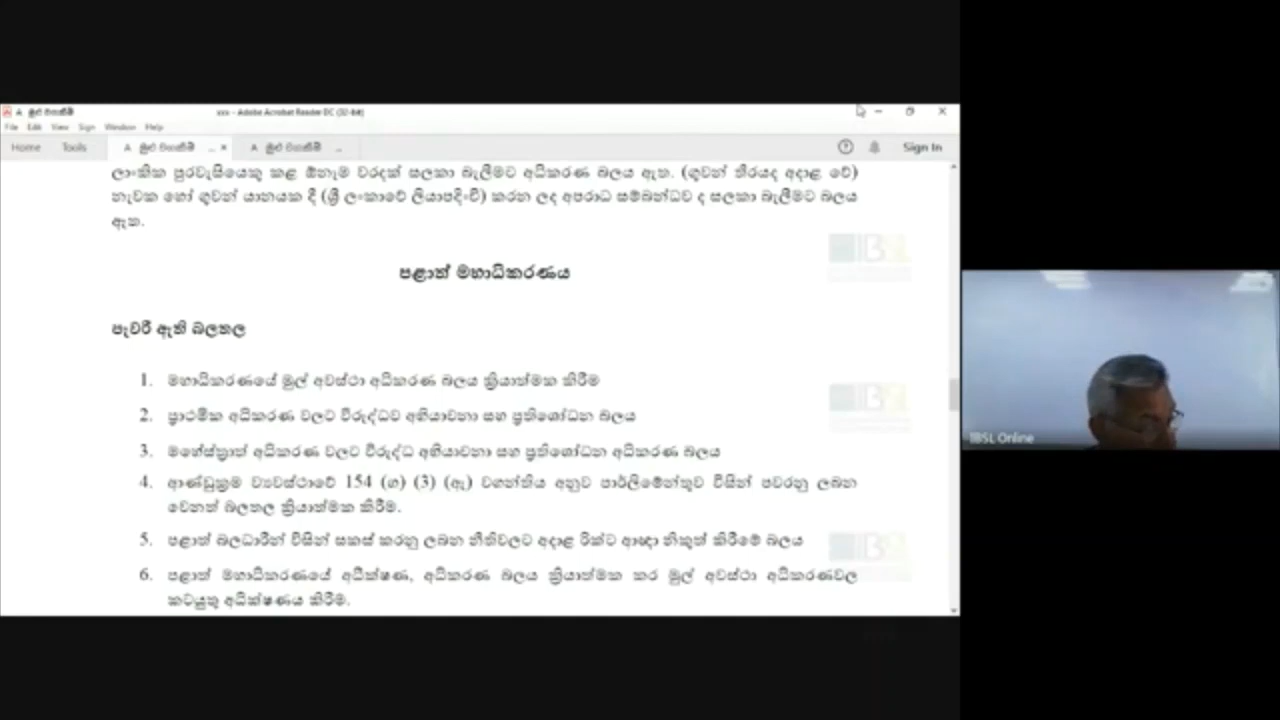 A මුළු වගන්තිම්
xxx - Adobe Acrobat Reader DC (32-bit)
File Edit View Sign Window Help
Home Tools A මුළු වගන්තිම් ... × A මුළු වගන්තිම් ... Sign In
ලාංකික පුරවැසියෙකු කළ ඕනෑම වරදක් සලකා බැලීමට අධිකරණ බලය ඇත. (ගුවන් තීරයද අදාළ වේ)
නැවක හෝ ගුවන් යානයක දී (ශ්‍රී ලංකාවේ ලියාපදිංචි) කරන ලද අපරාධ සම්බන්ධව ද සලකා බැලීමට බලය
ඇත.
පළාත් මහාධිකරණය
පැවරී ඇති බලතල
1. මහාධිකරණයේ මුල් අවස්ථා අධිකරණ බලය ක්‍රියාත්මක කිරීම
2. ප්‍රාථමික අධිකරණ වලට විරුද්ධව අභියාචනා සහ ප්‍රතිශෝධන බලය
3. මහේස්ත්‍රාත් අධිකරණ වලට විරුද්ධ අභියාචනා සහ ප්‍රතිශෝධන අධිකරණ බලය
4. ආණ්ඩුක්‍රම ව්‍යවස්ථාවේ 154 (ග) (3) (ඇ) වගන්තිය අනුව පාර්ලිමේන්තුව විසින් පවරනු ලබන
වෙනත් බලතල ක්‍රියාත්මක කිරීම.
5. පළාත් බලධාරීන් විසින් සකස් කරනු ලබන නීතිවලට අදාළ රික්ට ආඥා නිකුත් කිරීමේ බලය
6. පළාත් මහාධිකරණයේ අධීක්ෂණ, අධිකරණ බලය ක්‍රියාත්මක කර මුල් අවස්ථා අධිකරණවල
කටයුතු අධික්ෂණය කිරීම.
IBSL Online